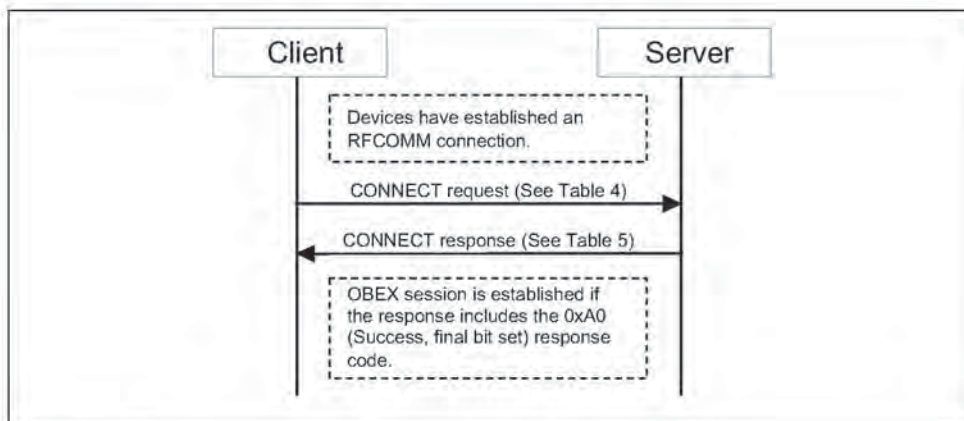 Client
Server
Devices have established an
RFCOMM connection.
CONNECT request (See Table 4)
CONNECT response (See Table 5)
OBEX session is established if
the response includes the 0xA0
(Success, final bit set) response
code.